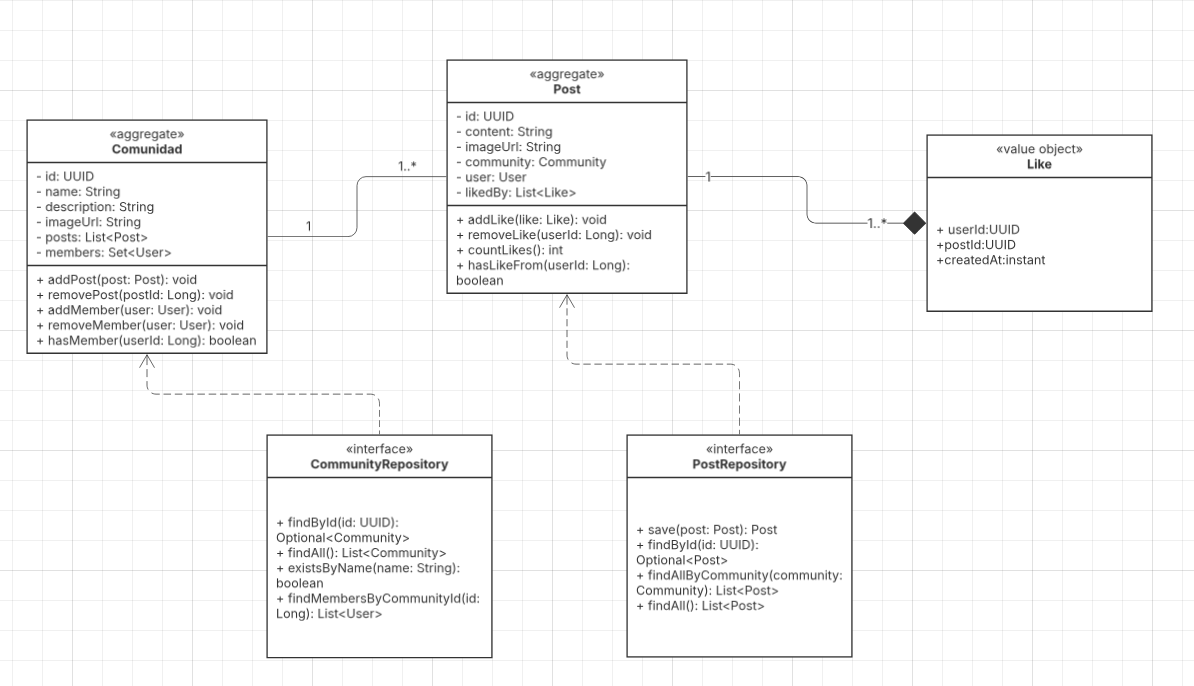 «aggregate»
Comunidad
- id: UUID
- name: String
- description: String
- imageUrl: String
- posts: List<Post>
- members: Set<User>
+ addPost(post: Post): void
+ removePost(postId: Long): void
+ addMember(user: User): void
+ removeMember(user: User): void
+ hasMember(userId: Long): boolean
1
1..*
«aggregate»
Post
- id: UUID
- content: String
- imageUrl: String
- community: Community
- user: User
- likedBy: List<Like>
+ addLike(like: Like): void
+ removeLike(userId: Long): void
+ countLikes(): int
+ hasLikeFrom(userId: Long):
boolean
1
1..*
«value object»
Like
+ userId:UUID
+postId:UUID
+createdAt:instant
«interface»
CommunityRepository
+ findById(id: UUID):
Optional<Community>
+ findAll(): List<Community>
+ existsByName(name: String):
boolean
+ findMembersByCommunityId(id:
Long): List<User>
«interface»
PostRepository
+ save(post: Post): Post
+ findById(id: UUID):
Optional<Post>
+ findAllByCommunity(community:
Community): List<Post>
+ findAll(): List<Post>